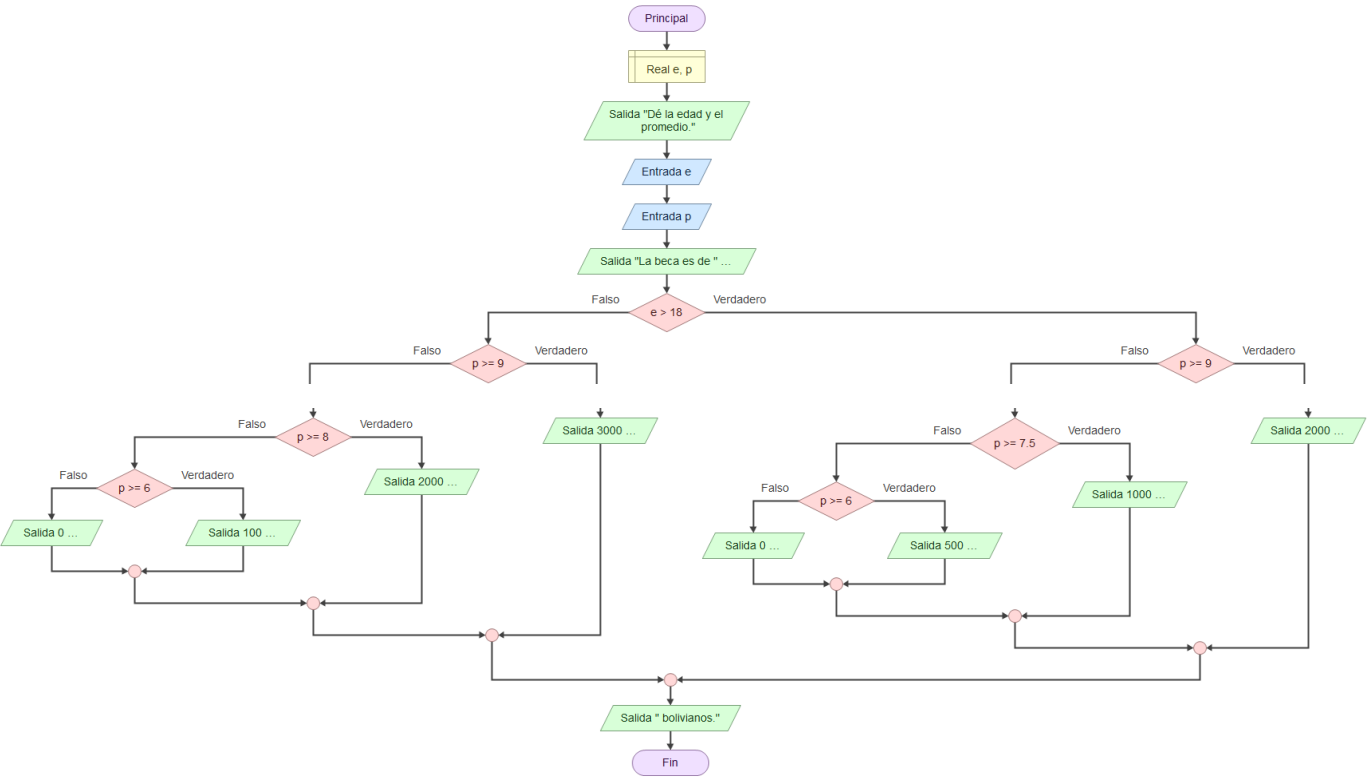 Principal
Real e, p
Salida "Dé la edad y el
promedio."
Entrada e
Entrada p
Salida "La beca es de " ...
Falso
Verdadero
e > 18
Falso
Verdadero
p >= 9
Falso
Verdadero
p >= 9
Falso
Verdadero
p >= 8
Salida 3000 ...
Falso
Verdadero
p >= 7.5
Salida 2000 ...
Falso
Verdadero
p >= 6
Salida 2000 ...
Falso
Verdadero
p >= 6
Salida 1000 ...
Salida 0 ...
Salida 100 ...
Salida 0 ...
Salida 500 ...
Salida " bolivianos."
Fin